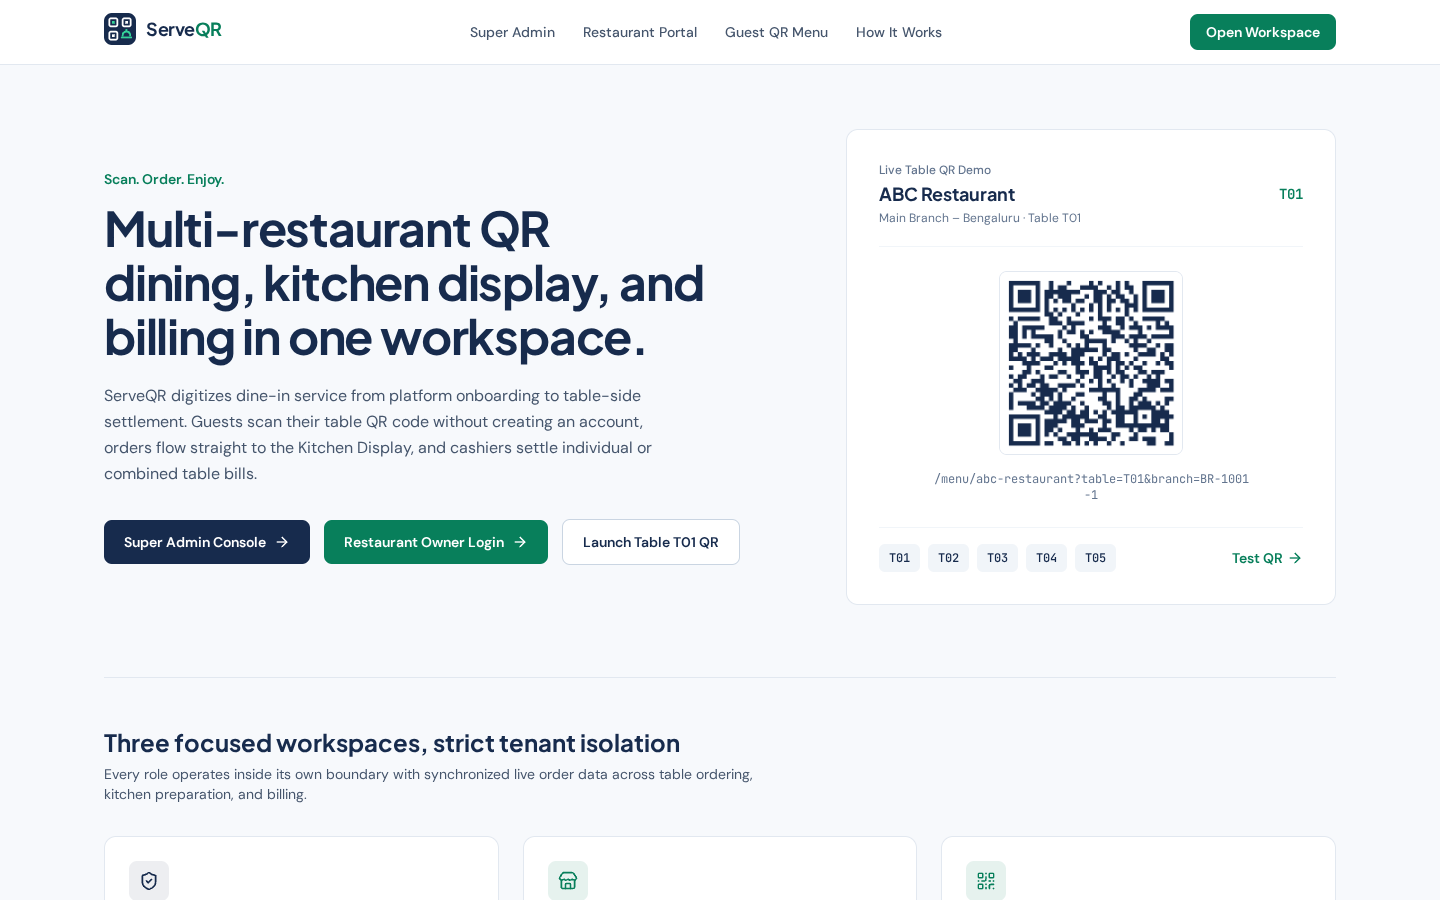 ServeQR
Super Admin
Restaurant Portal
Guest QR Menu
How It Works
Open Workspace
Scan. Order. Enjoy.
Multi-restaurant QR
dining, kitchen display, and
billing in one workspace.
ServeQR digitizes dine-in service from platform onboarding to table-side
settlement. Guests scan their table QR code without creating an account,
orders flow straight to the Kitchen Display, and cashiers settle individual or
combined table bills.
Super Admin Console
Restaurant Owner Login
Launch Table T01 QR
Live Table QR Demo
ABC Restaurant
T01
Main Branch – Bengaluru · Table T01
/menu/abc-restaurant?table=T01&branch=BR-1001
-1
T01
T02
T03
T04
T05
Test QR
Three focused workspaces, strict tenant isolation
Every role operates inside its own boundary with synchronized live order data across table ordering,
kitchen preparation, and billing.